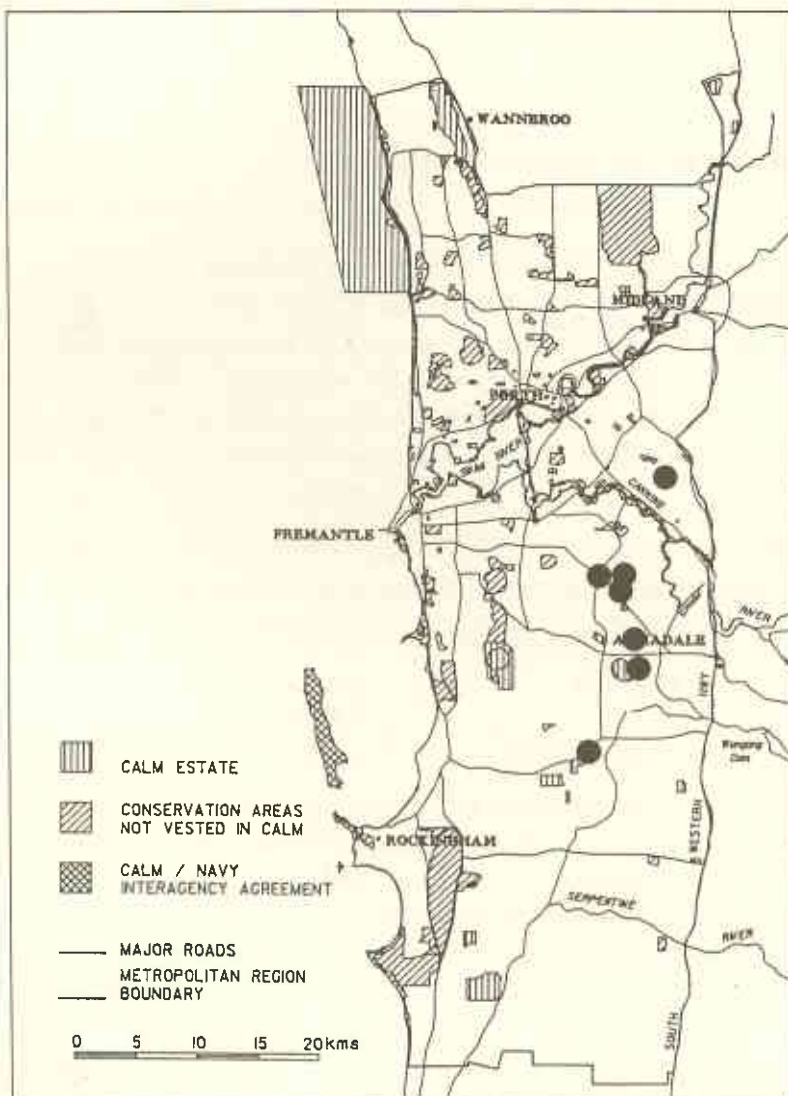 WANNEROO
MIDLAND
PERTH
SWAN RIVER
CANNING
FREMANTLE
RIVER
ARMADALE
HWY
Wungong
Dam
CALM ESTATE
CONSERVATION AREAS
NOT VESTED IN CALM
ROCKINGHAM
WESTERN
CALM / NAVY
INTERAGENCY AGREEMENT
SERPENTINE
RIVER
MAJOR ROADS
METROPOLITAN REGION
BOUNDARY
SOUTH
0 5 10 15 20 kms